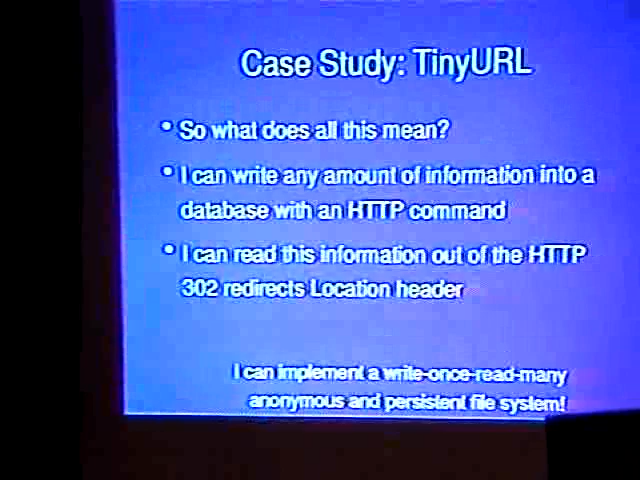 Case Study: TinyURL
• So what does all this mean?
• I can write any amount of information into a
database with an HTTP command
• I can read this information out of the HTTP
302 redirects Location header
I can implement a write-once-read-many
anonymous and persistent file system!